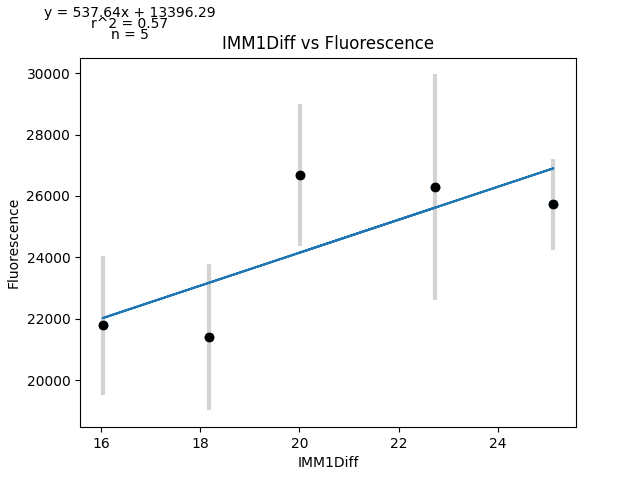 y = 537.64x + 13396.29
r^2 = 0.57
n = 5
IMM1Diff vs Fluorescence
30000
28000
26000
24000
22000
20000
Fluorescence
16
18
20
22
24
IMM1Diff